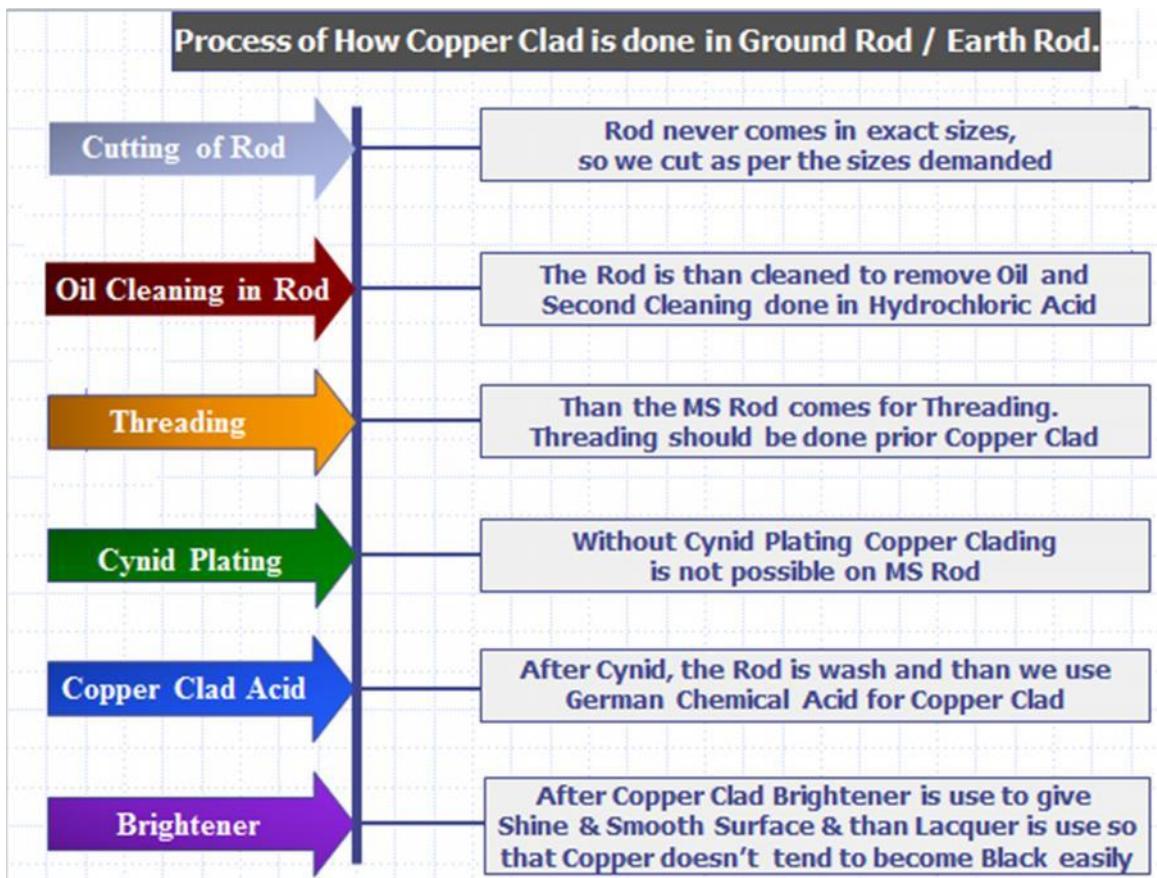 Process of How Copper Clad is done in Ground Rod / Earth Rod.
Cutting of Rod
Rod never comes in exact sizes,
so we cut as per the sizes demanded
Oil Cleaning in Rod
The Rod is than cleaned to remove Oil and
Second Cleaning done in Hydrochloric Acid
Threading
Than the MS Rod comes for Threading.
Threading should be done prior Copper Clad
Cynid Plating
Without Cynid Plating Copper Clading
is not possible on MS Rod
Copper Clad Acid
After Cynid, the Rod is wash and than we use
German Chemical Acid for Copper Clad
Brightener
After Copper Clad Brightener is use to give
Shine & Smooth Surface & than Lacquer is use so
that Copper doesn't tend to become Black easily